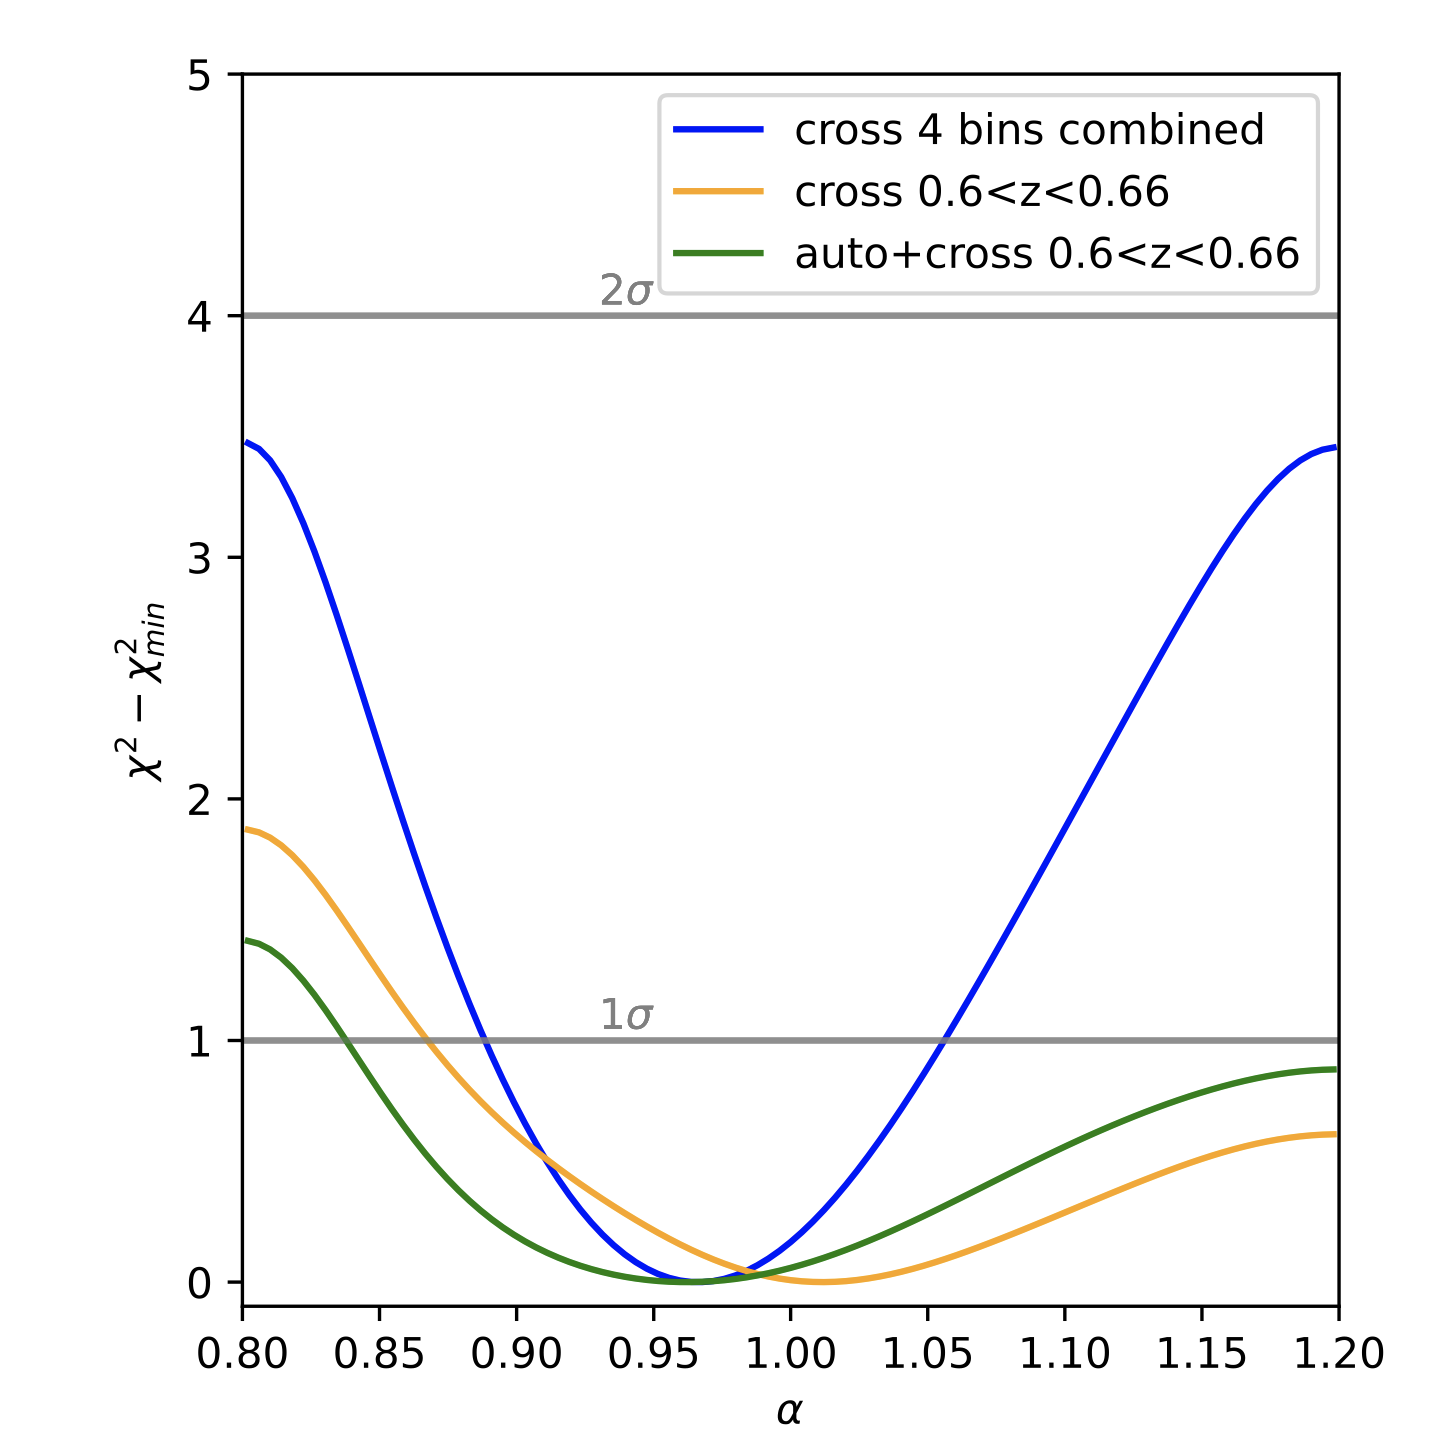 5
cross 4 bins combined
cross 0.6<z<0.66
auto+cross 0.6<z<0.66
2σ
4
3
χ² − χ²min
2
1σ
1
0
0.80 0.85 0.90 0.95 1.00 1.05 1.10 1.15 1.20
α